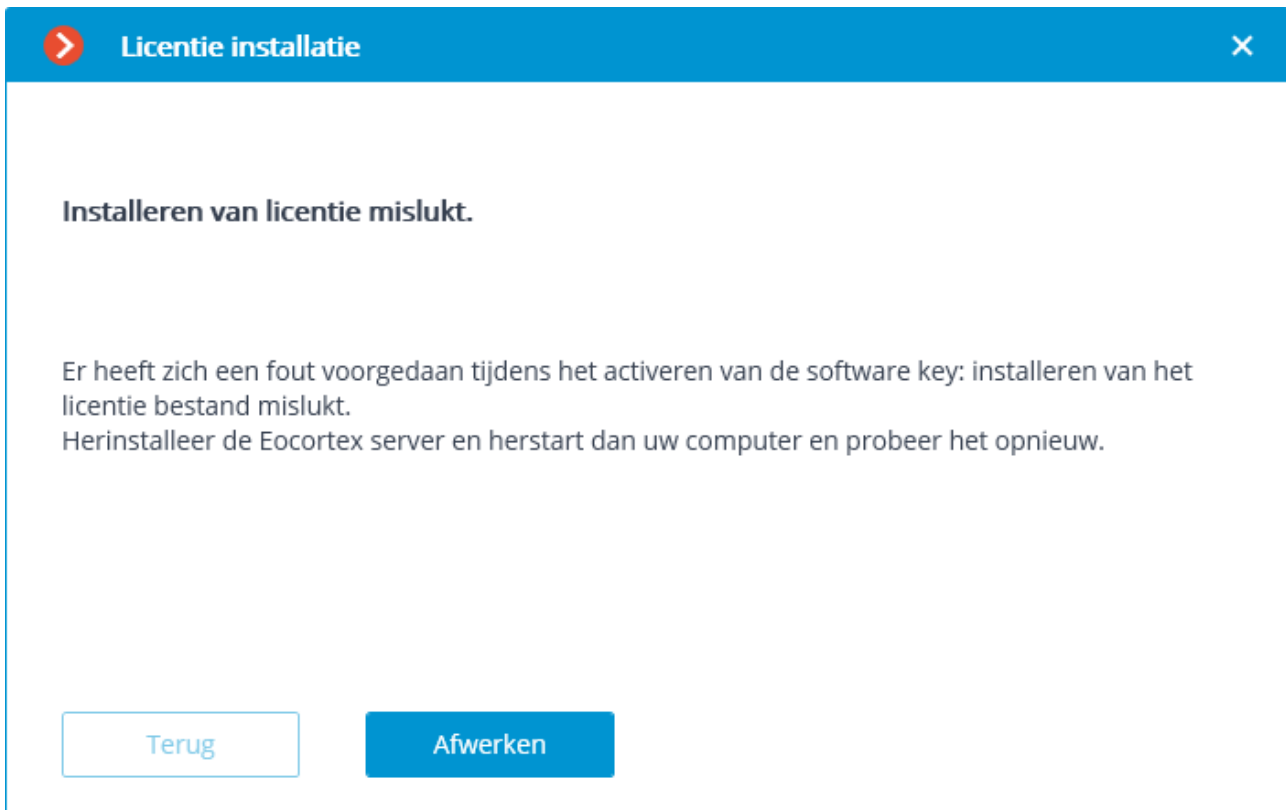 Licentie installatie
Installeren van licentie mislukt.
Er heeft zich een fout voorgedaan tijdens het activeren van de software key: installeren van het
licentie bestand mislukt.
Herinstalleer de Eocortex server en herstart dan uw computer en probeer het opnieuw.
Terug
Afwerken